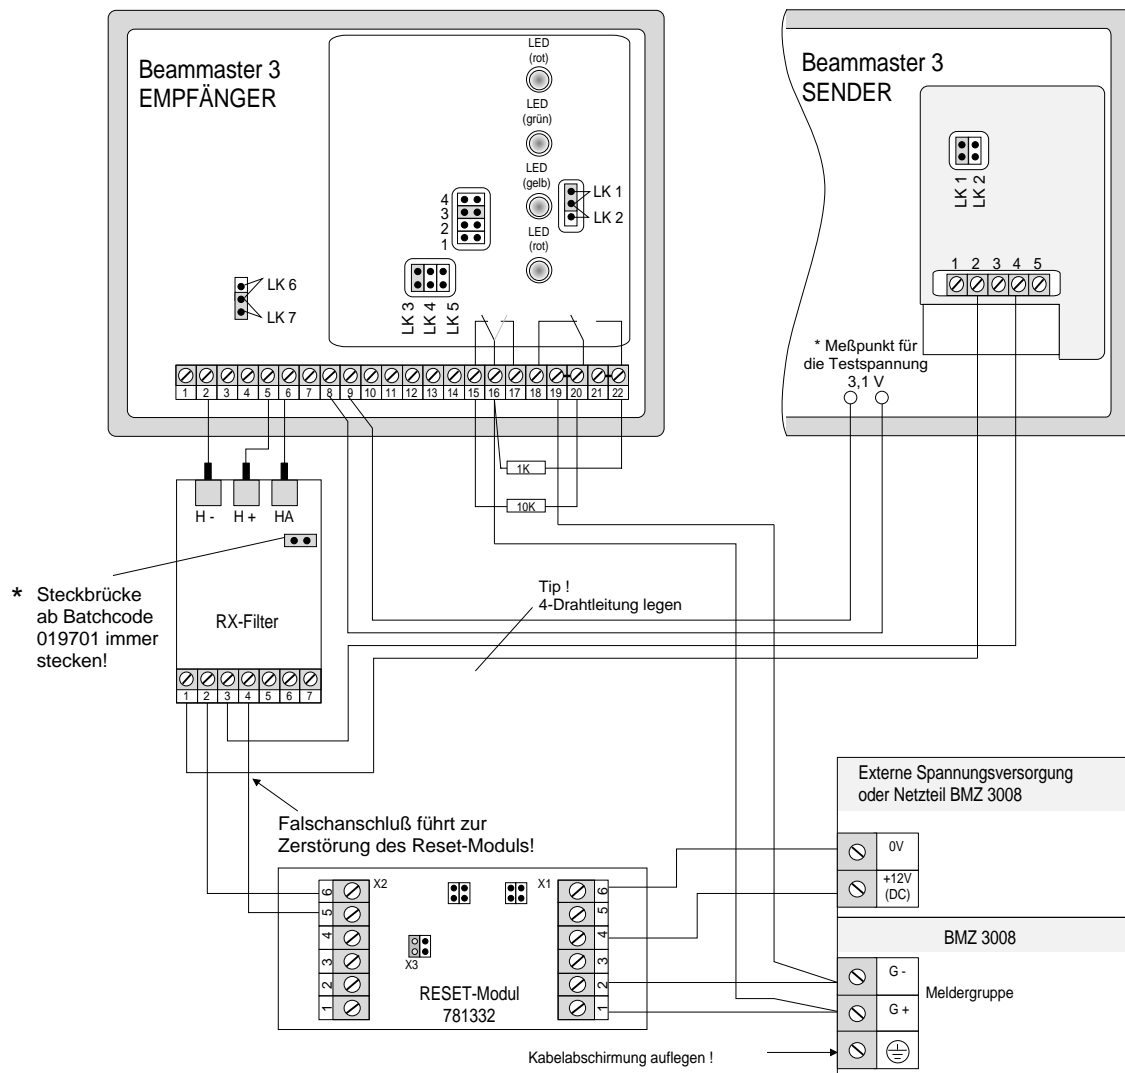 Beammaster 3
EMPFÄNGER
LED
(rot)
LED
(grün)
LED
(gelb)
LED
(rot)
LK 1
LK 2
4
3
2
1
LK 3
LK 4
LK 5
LK 6
LK 7
1 2 3 4 5 6 7 8 9 10 11 12 13 14 15 16 17 18 19 20 21 22
Beammaster 3
SENDER
LK 1
LK 2
1 2 3 4 5
* Meßpunkt für
die Testspannung
3,1 V
1K
10K
H - H + HA
* Steckbrücke
ab Batchcode
019701 immer
stecken!
RX-Filter
1 2 3 4 5 6 7
Tip !
4-Drahtleitung legen
Falschanschluß führt zur
Zerstörung des Reset-Moduls!
X2
6
5
4
3
2
1
X3
X1
6
5
4
3
2
1
RESET-Modul
781332
Externe Spannungsversorgung
oder Netzteil BMZ 3008
0V
+12V
(DC)
BMZ 3008
G -
G +
Meldergruppe
Kabelabschirmung auflegen !